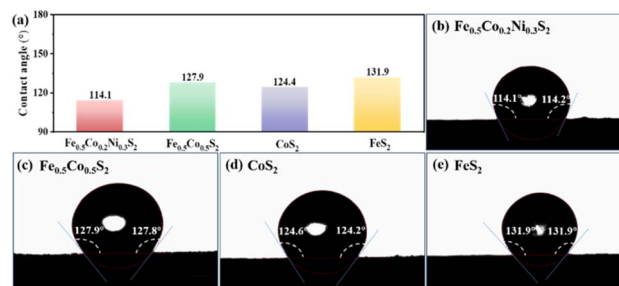 (a)
180
150
120
90
Contact angle (°)
114.1
127.9
124.4
131.9
Fe0.5Co0.2Ni0.3S2
Fe0.5Co0.5S2
CoS2
FeS2
(b) Fe0.5Co0.2Ni0.3S2
114.1° 114.2°
(c) Fe0.5Co0.5S2
127.9° 127.8°
(d) CoS2
124.6° 124.2°
(e) FeS2
131.9° 131.9°